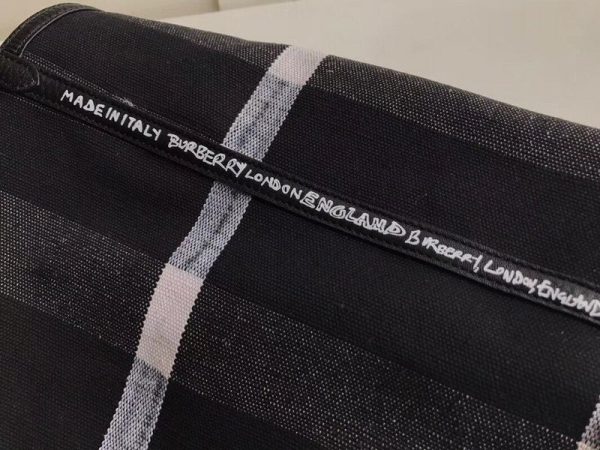 MADE IN ITALY BURBERRY LONDON ENGLAND BURBERRY, LONDON, ENGLAND